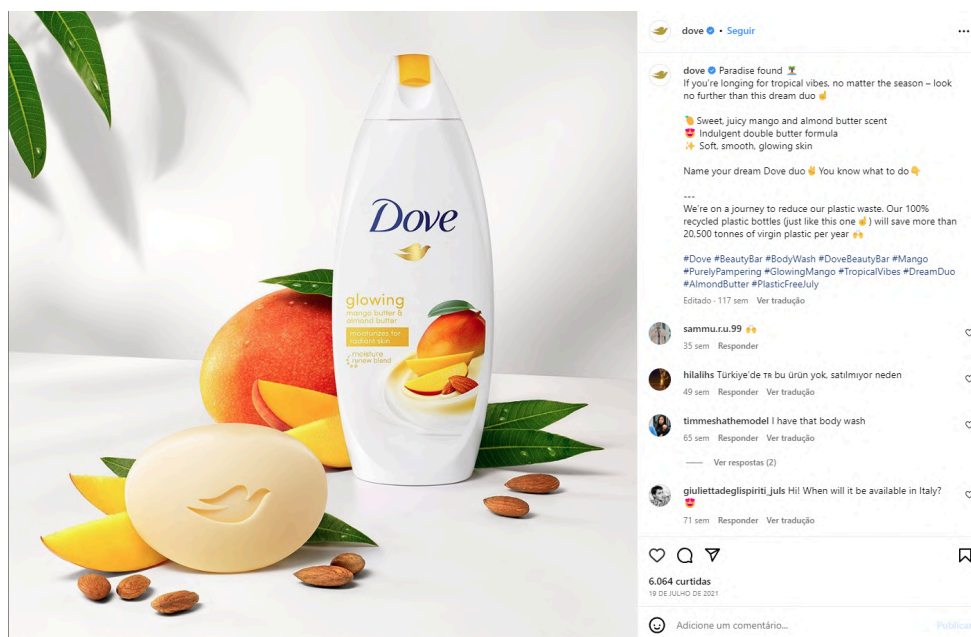 Dove
glowing
mango butter &
almond butter
moisturizes for
radiant skin
moisture
renew blend
dove • Seguir
dove Paradise found 🏝️
If you're longing for tropical vibes, no matter the season – look
no further than this dream duo ☝️
🥭 Sweet, juicy mango and almond butter scent
😍 Indulgent double butter formula
✨ Soft, smooth, glowing skin
Name your dream Dove duo ✌️ You know what to do 👇
---
We're on a journey to reduce our plastic waste. Our 100%
recycled plastic bottles (just like this one ☝️) will save more than
20,500 tonnes of virgin plastic per year 🙌
#Dove #BeautyBar #BodyWash #DoveBeautyBar #Mango
#PurelyPampering #GlowingMango #TropicalVibes #DreamDuo
#AlmondButter #PlasticFreeJuly
Editado · 117 sem Ver tradução
sammu.r.u.99 🙌
35 sem Responder
hilalihs Türkiye'de ᴛʀ bu ürün yok, satılmıyor neden
49 sem Responder Ver tradução
timmeshathemodel I have that body wash
65 sem Responder Ver tradução
Ver respostas (2)
giuliettadeglispiriti_juls Hi! When will it be available in Italy?
😍
71 sem Responder Ver tradução
6.064 curtidas
19 DE JULHO DE 2021
Adicione um comentário...
Publicar